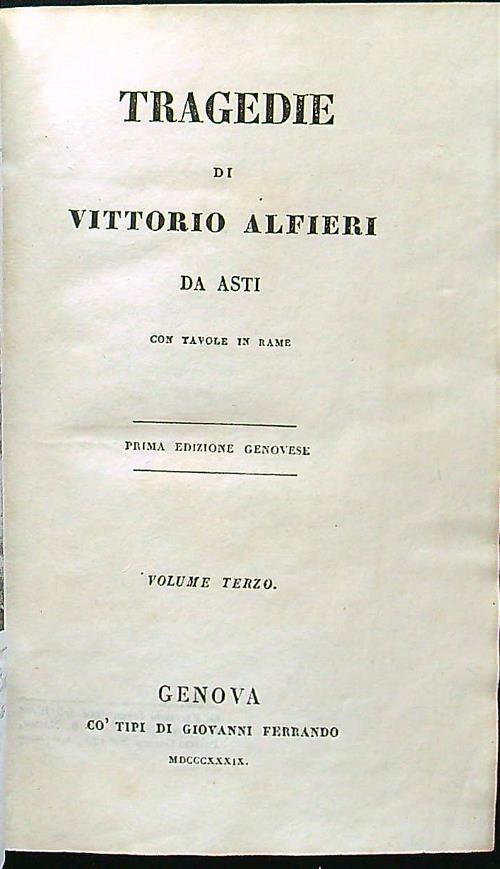 TRAGEDIE
DI
VITTORIO ALFIERI
DA ASTI
CON TAVOLE IN RAME
PRIMA EDIZIONE GENOVESE
VOLUME TERZO.
GENOVA
CO' TIPI DI GIOVANNI FERRANDO
MDCCCXXXIX.